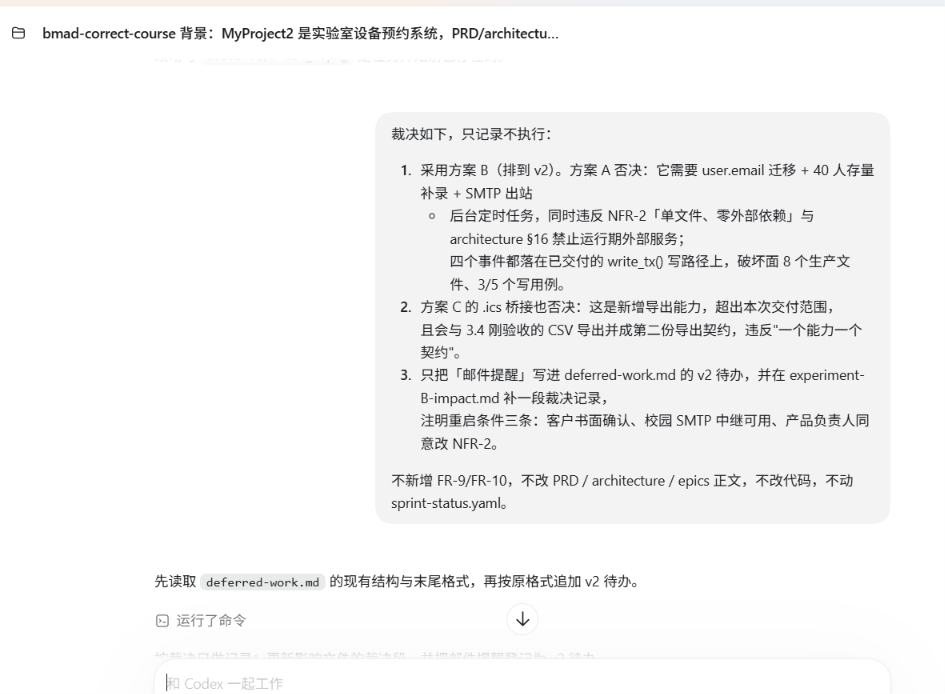 bmad-correct-course 背景：MyProject2 是实验室设备预约系统，PRD/architectu...
裁决如下，只记录不执行：
1. 采用方案 B（排到 v2）。方案 A 否决：它需要 user.email 迁移 + 40 人存量
补录 + SMTP 出站
后台定时任务，同时违反 NFR-2「单文件、零外部依赖」与
architecture §16 禁止运行期外部服务；
四个事件都落在已交付的 write_tx() 写路径上，破坏面 8 个生产文
件、3/5 个写用例。
2. 方案 C 的 .ics 桥接也否决：这是新增导出能力，超出本次交付范围，
且会与 3.4 刚验收的 CSV 导出并成第二份导出契约，违反"一个能力一个
契约"。
3. 只把「邮件提醒」写进 deferred-work.md 的 v2 待办，并在 experiment-
B-impact.md 补一段裁决记录，
注明重启条件三条：客户书面确认、校园 SMTP 中继可用、产品负责人同
意改 NFR-2。
不新增 FR-9/FR-10，不改 PRD / architecture / epics 正文，不改代码，不动
sprint-status.yaml。
先读取 deferred-work.md 的现有结构与末尾格式，再按原格式追加 v2 待办。
运行了命令
和 Codex 一起工作